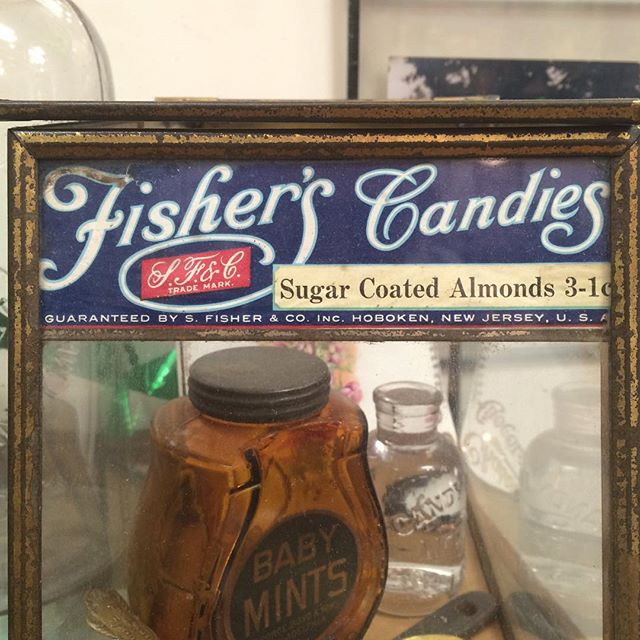 Fisher's Candies
S.F.&C.
TRADE MARK.
Sugar Coated Almonds 3-1c
GUARANTEED BY S. FISHER & CO. INC. HOBOKEN, NEW JERSEY, U. S. A
BABY
MINTS